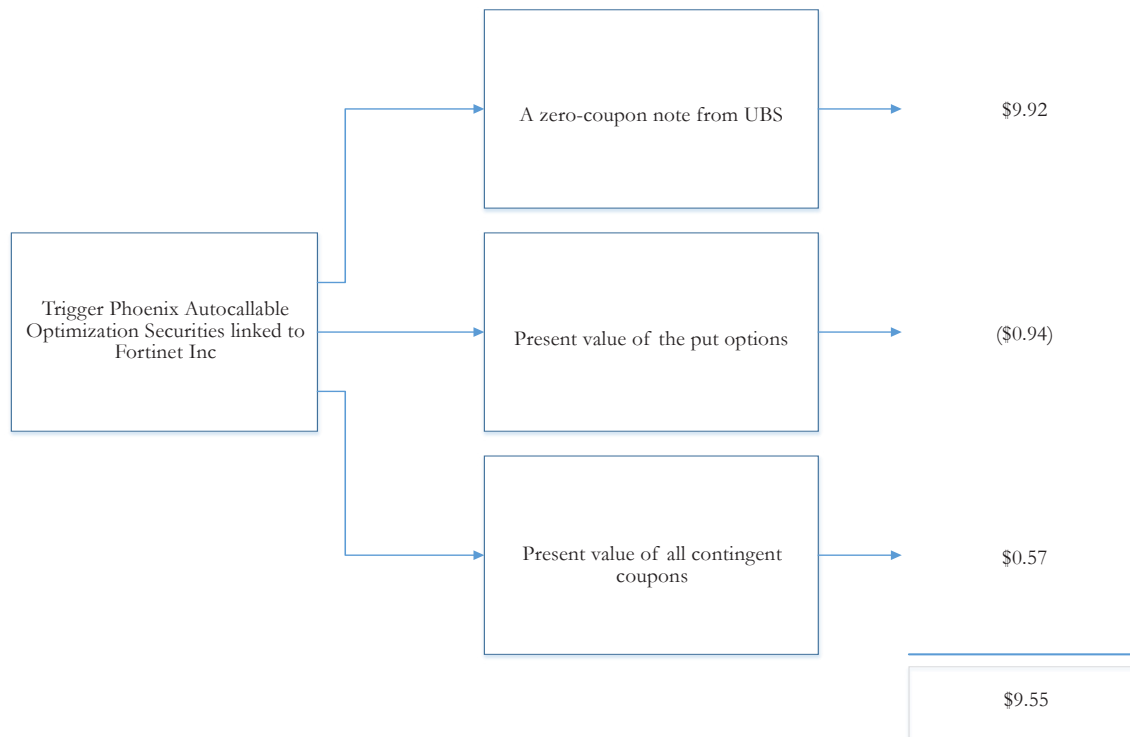 A zero-coupon note from UBS
$9.92
Trigger Phoenix Autocallable
Optimization Securities linked to
Fortinet Inc
Present value of the put options
($0.94)
Present value of all contingent
coupons
$0.57
$9.55